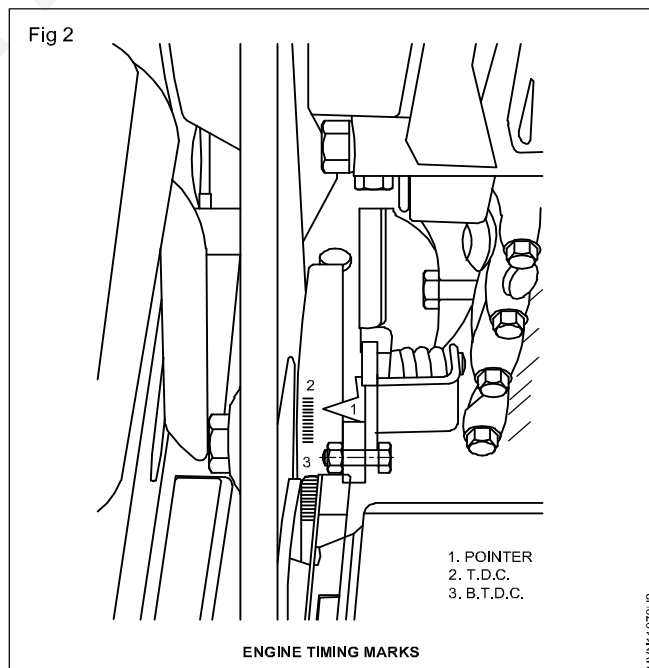 Fig 2
2
1
3
1. POINTER
2. T.D.C.
3. B.T.D.C.
ENGINE TIMING MARKS